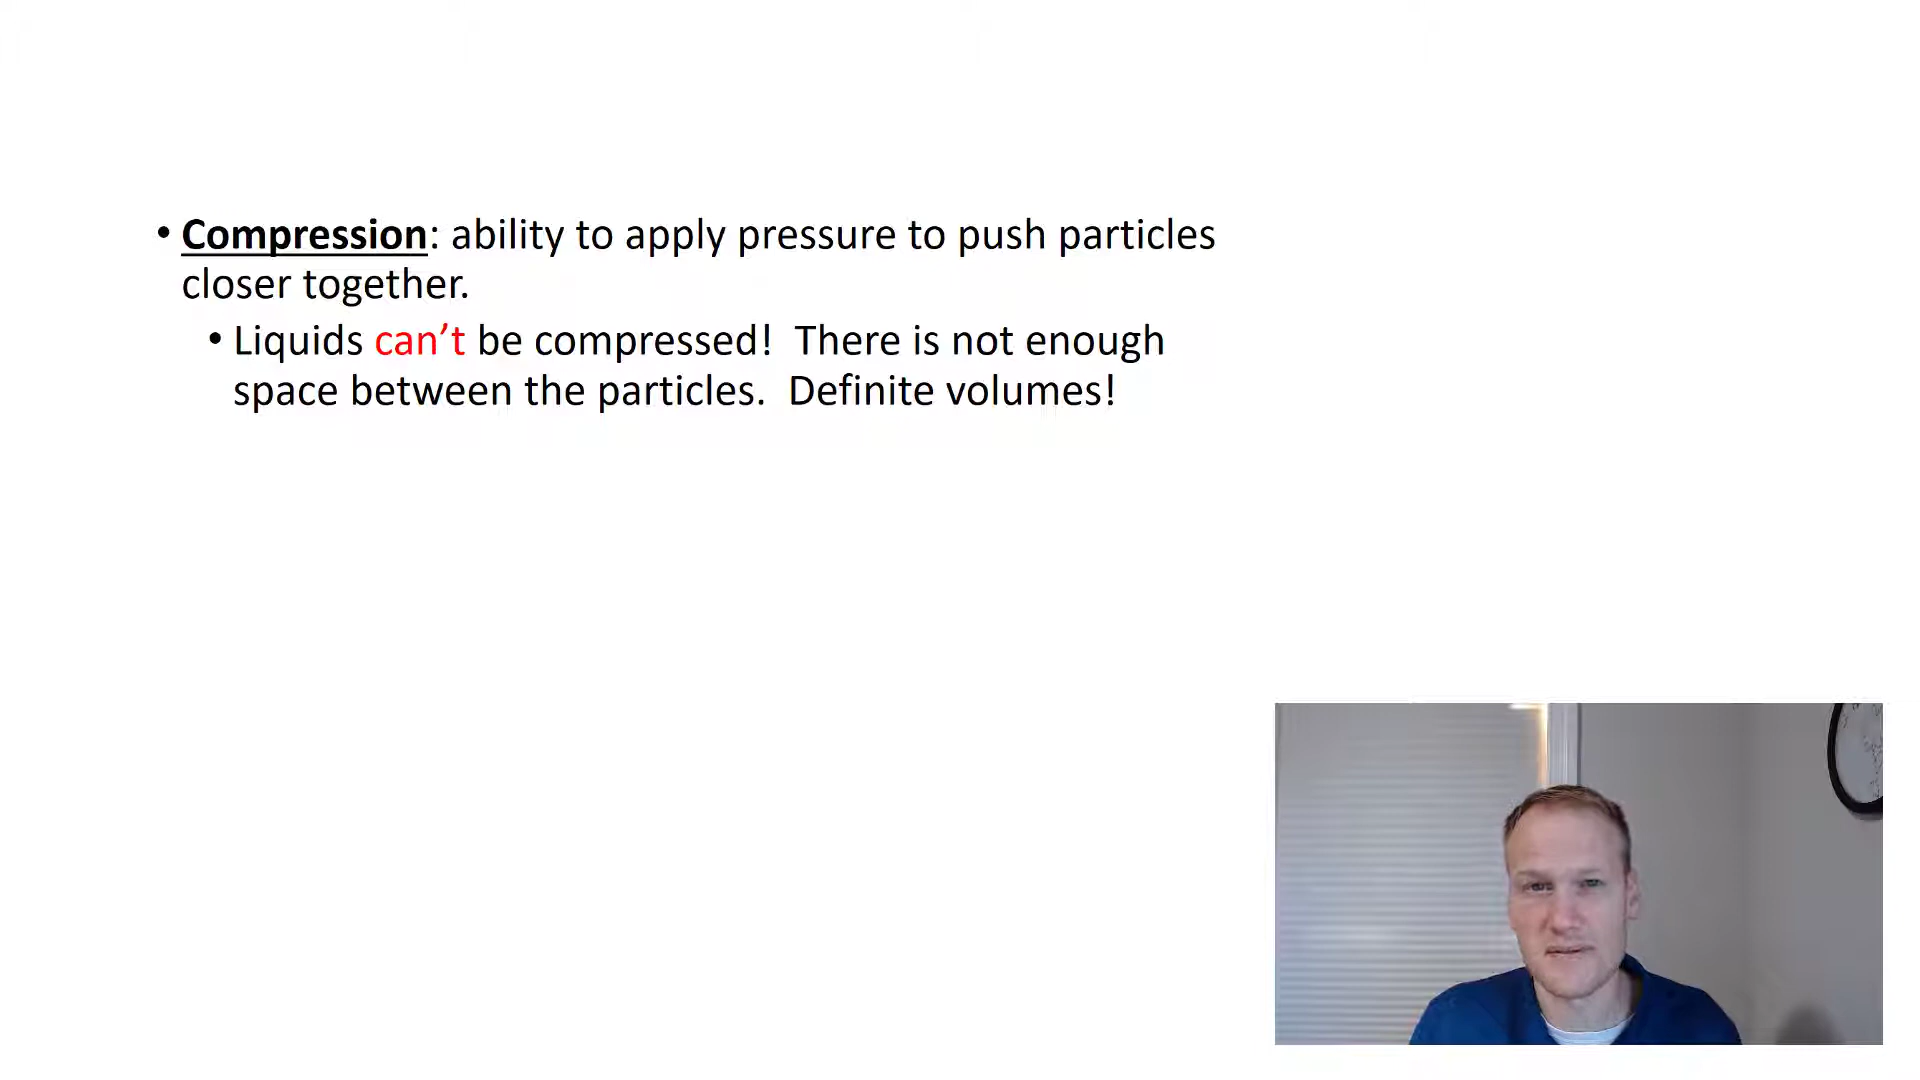 • Compression: ability to apply pressure to push particles
closer together.
• Liquids can’t be compressed!  There is not enough
space between the particles.  Definite volumes!